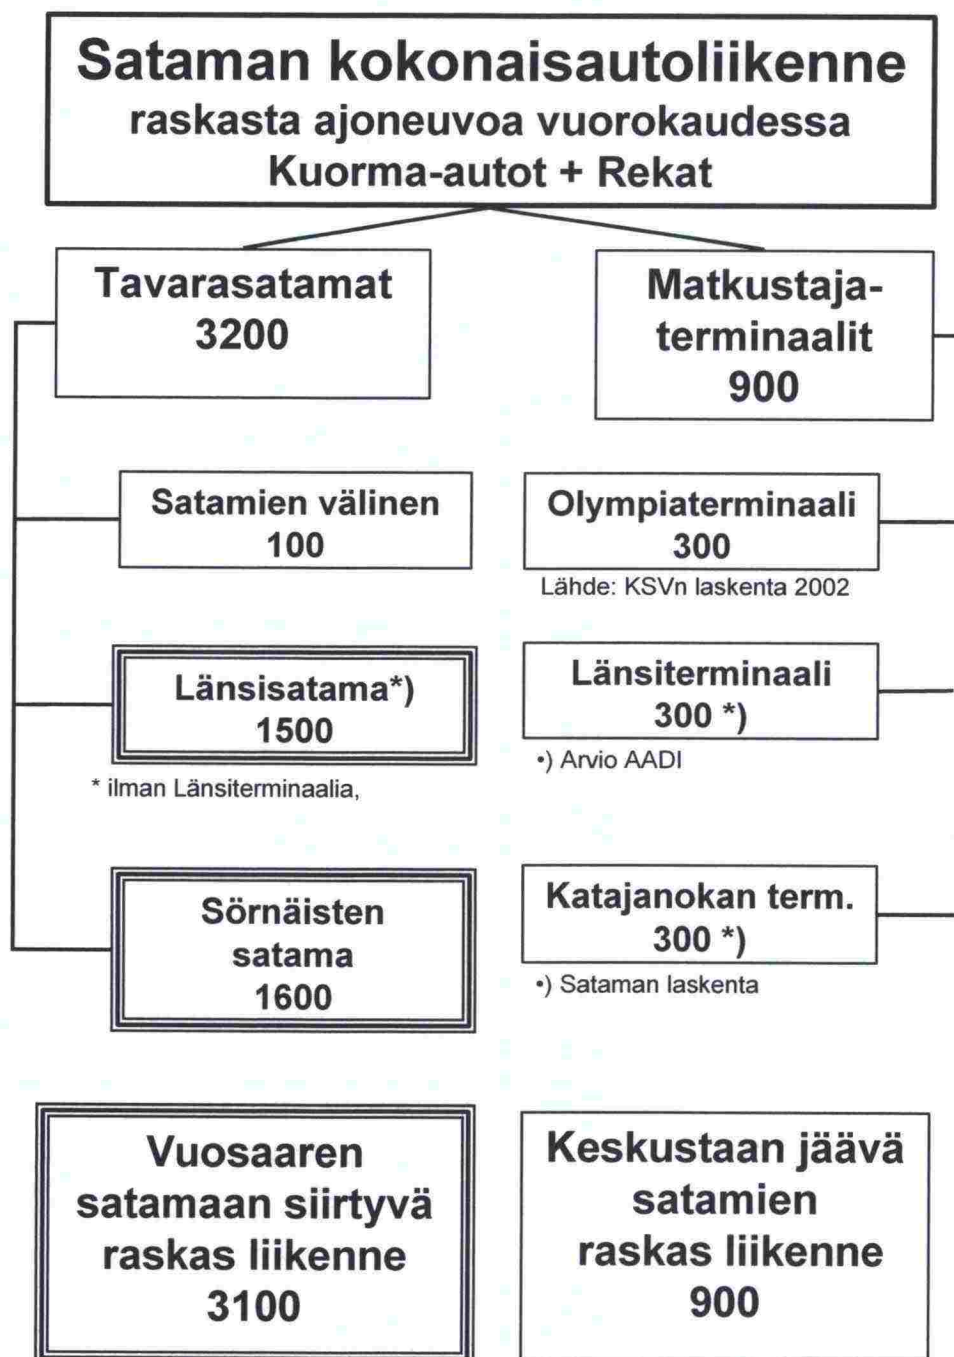 Sataman kokonaisautoliikenne
raskasta ajoneuvoa vuorokaudessa
Kuorma-autot + Rekat
Tavarasatamat
3200
Matkustaja-
terminaalit
900
Satamien välinen
100
Olympiaterminaali
300
Lähde: KSVn laskenta 2002
Länsisatama*)
1500
* ilman Länsiterminaalia,
Länsiterminaali
300 *)
•) Arvio AADI
Sörnäisten
satama
1600
Katajanokan term.
300 *)
•) Sataman laskenta
Vuosaaren
satamaan siirtyvä
raskas liikenne
3100
Keskustaan jäävä
satamien
raskas liikenne
900